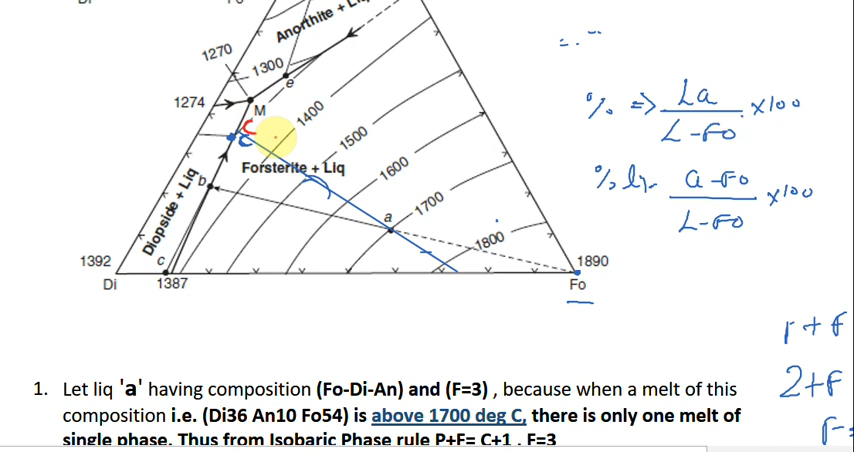 Anorthite +
1270
1300
e
1274
M
C
1400
C
1500
Forsterite + Liq
1600
Diopside + Liq
b
a
1700
1800
1392
c
1890
Di
1387
Fo
% => La / L-Fo x100
% liq. a-Fo / L-Fo x100
2+F
1. Let liq 'a' having composition (Fo-Di-An) and (F=3) , because when a melt of this
composition i.e. (Di36 An10 Fo54) is above 1700 deg C, there is only one melt of
single phase. Thus from Isobaric Phase rule P+F= C+1 . F=3